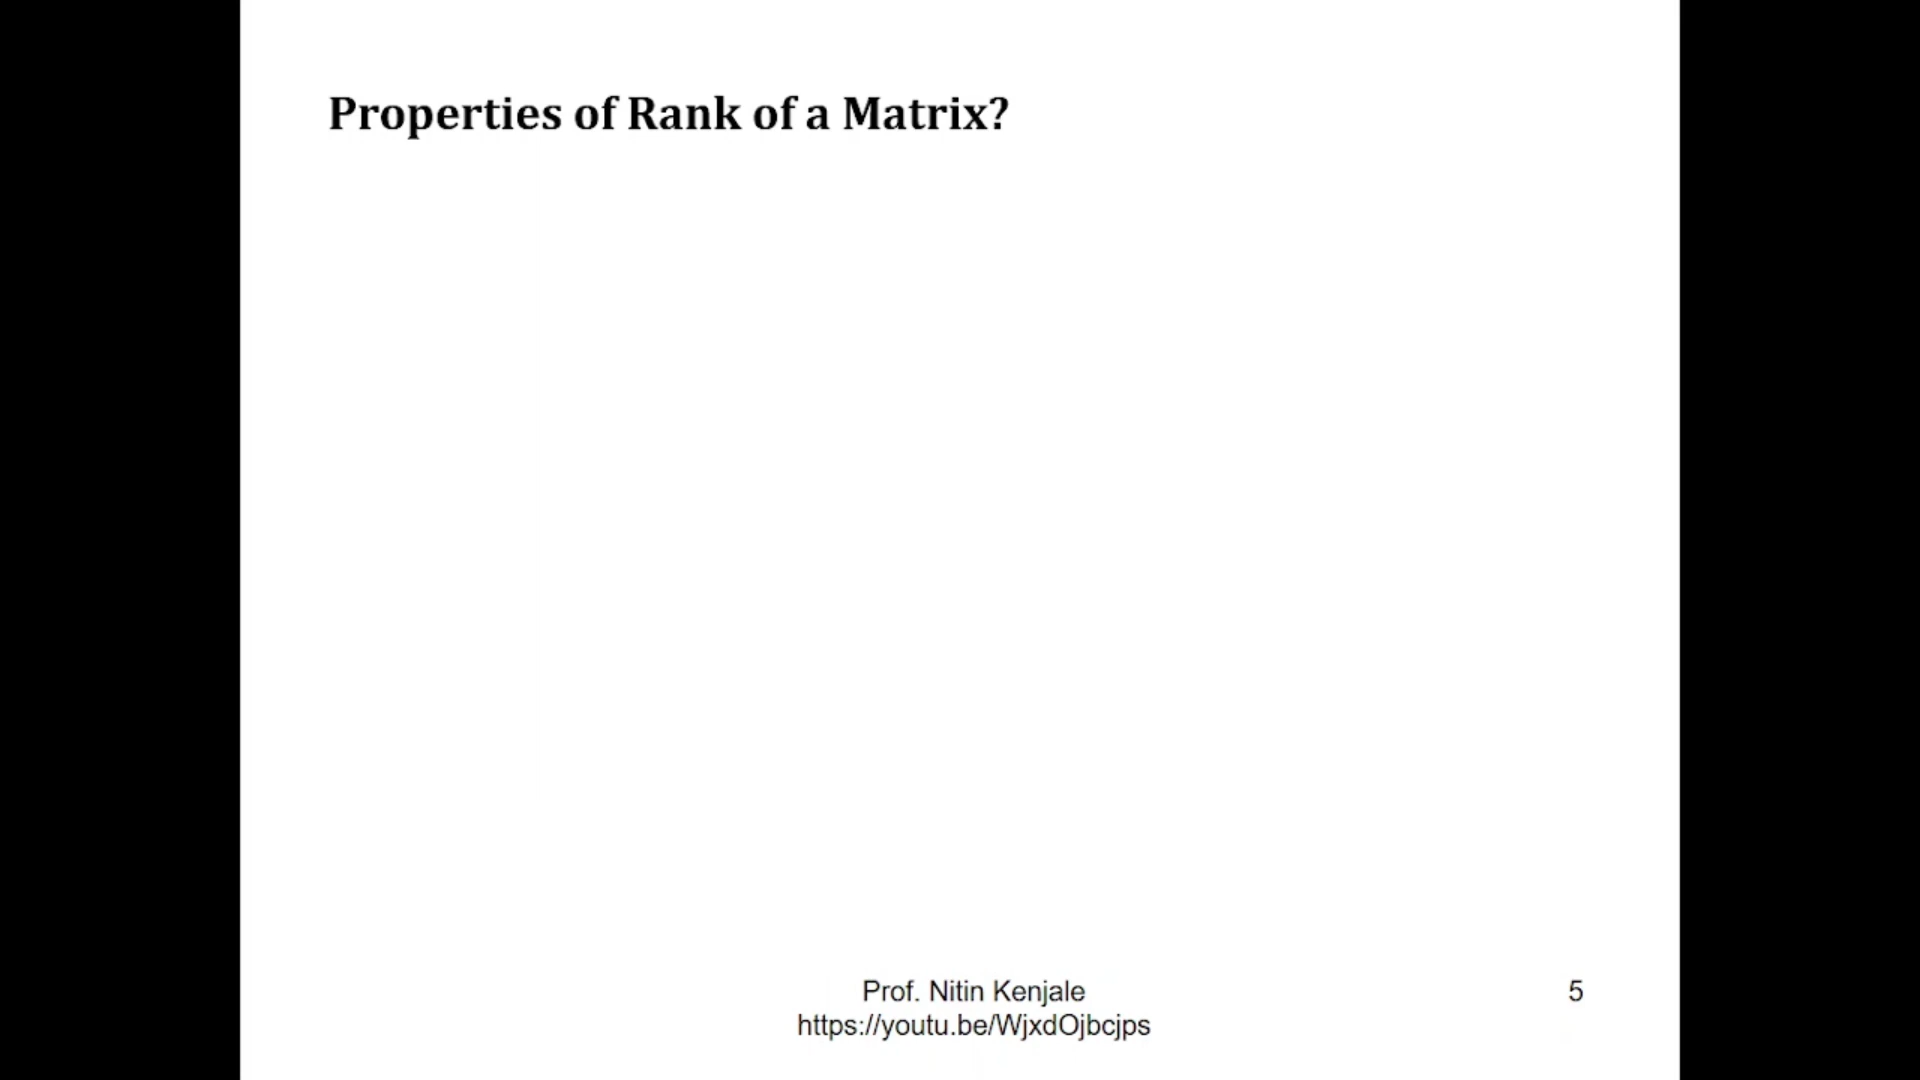 Properties of Rank of a Matrix?
Prof. Nitin Kenjale
https://youtu.be/WjxdOjbcjps
5